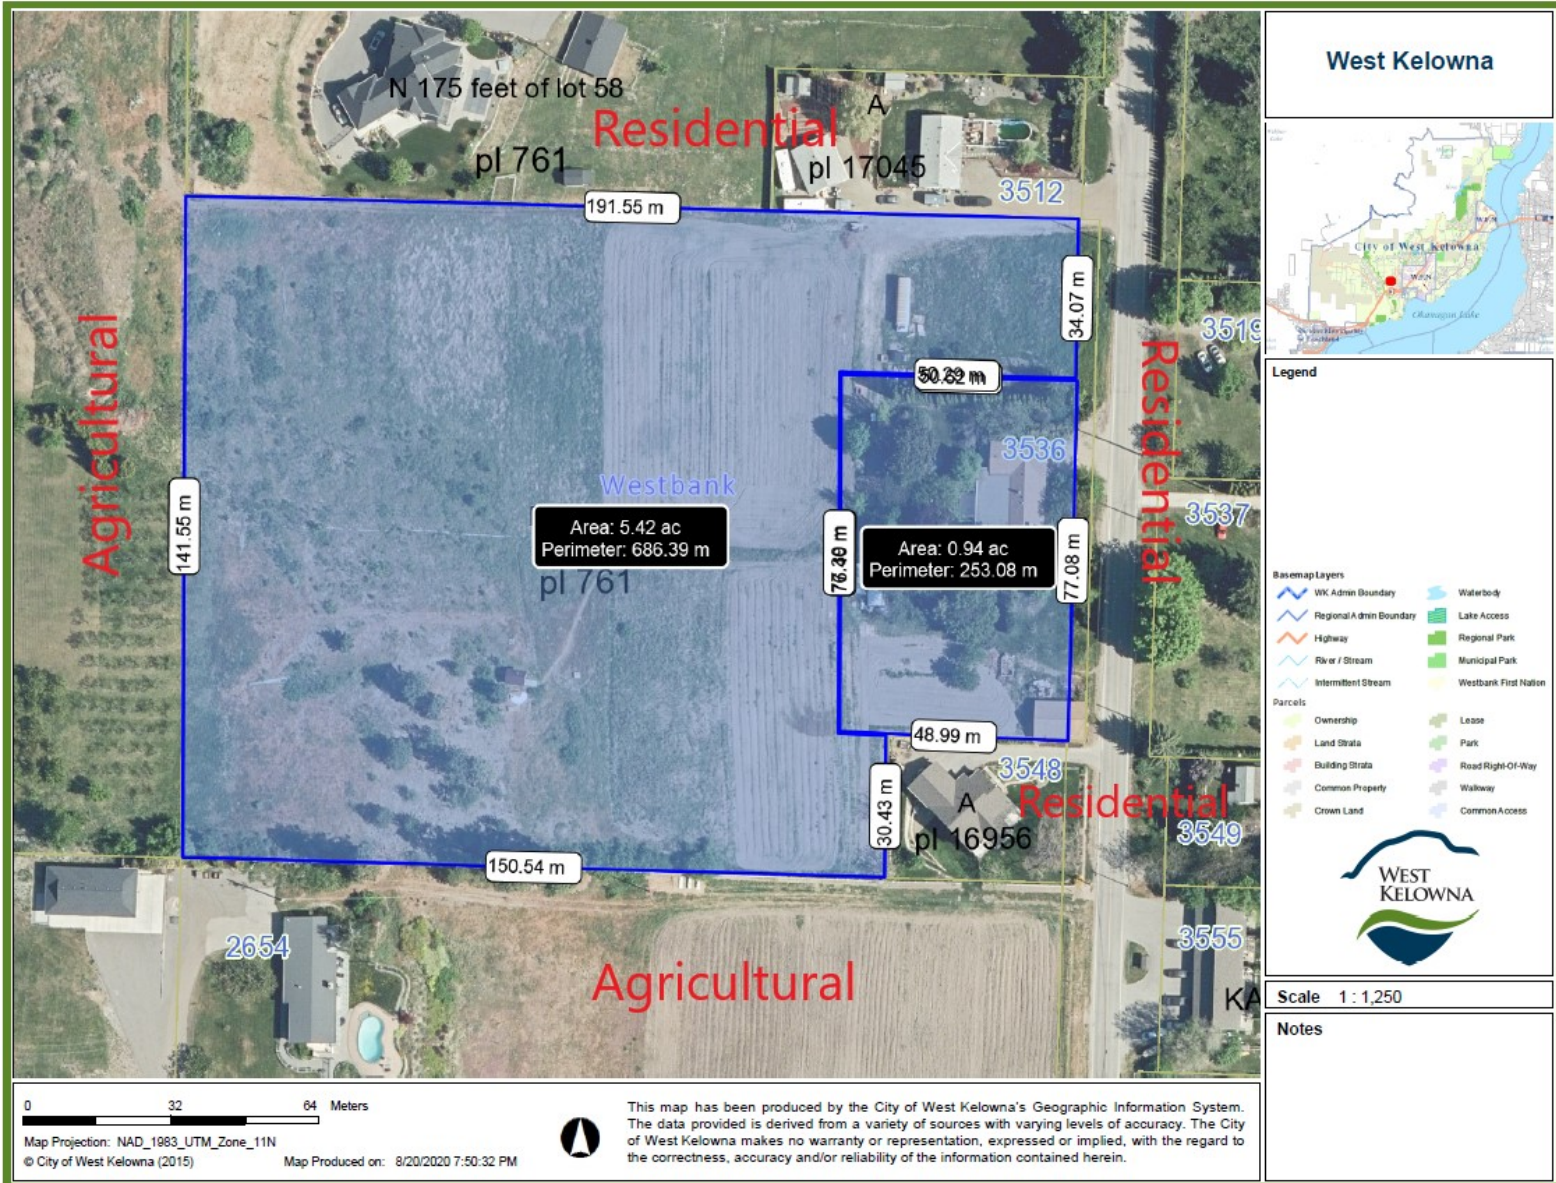 West Kelowna
N 175 feet of lot 58
Residential
A
pl 761
pl 17045
3512
191.55 m
34.07 m
3519
Agricultural
Residential
50.62 m
3536
Westbank
3537
141.55 m
Area: 5.42 ac
Perimeter: 686.39 m
Area: 0.94 ac
Perimeter: 253.08 m
77.08 m
pl 761
48.99 m
3548
30.43 m
A
Residential
pl 16956
3549
150.54 m
2654
3555
Agricultural
KA
City of West Kelowna
Okanagan Lake
Legend
Basemap Layers
WK Admin Boundary
Waterbody
Regional Admin Boundary
Lake Access
Highway
Regional Park
River / Stream
Municipal Park
Intermittent Stream
Westbank First Nation
Parcels
Ownership
Lease
Land Strata
Park
Building Strata
Road Right-Of-Way
Common Property
Walkway
Crown Land
Common Access
WEST
KELOWNA
Scale 1 : 1,250
Notes
0 32 64 Meters
Map Projection: NAD_1983_UTM_Zone_11N
© City of West Kelowna (2015)
Map Produced on: 8/20/2020 7:50:32 PM
This map has been produced by the City of West Kelowna's Geographic Information System.
The data provided is derived from a variety of sources with varying levels of accuracy. The City
of West Kelowna makes no warranty or representation, expressed or implied, with the regard to
the correctness, accuracy and/or reliability of the information contained herein.